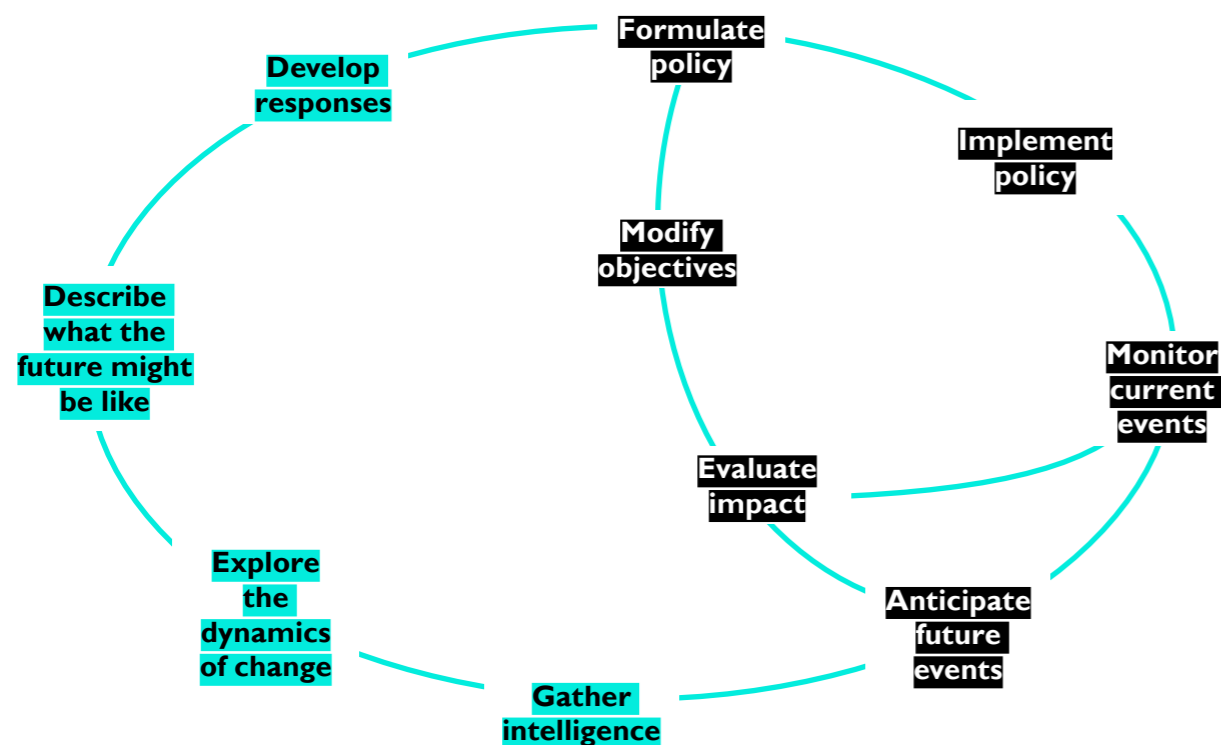 Formulate
policy
Develop
responses
Implement
policy
Modify
objectives
Describe
what the
future might
be like
Monitor
current
events
Evaluate
impact
Explore
the
dynamics
of change
Anticipate
future
events
Gather
intelligence